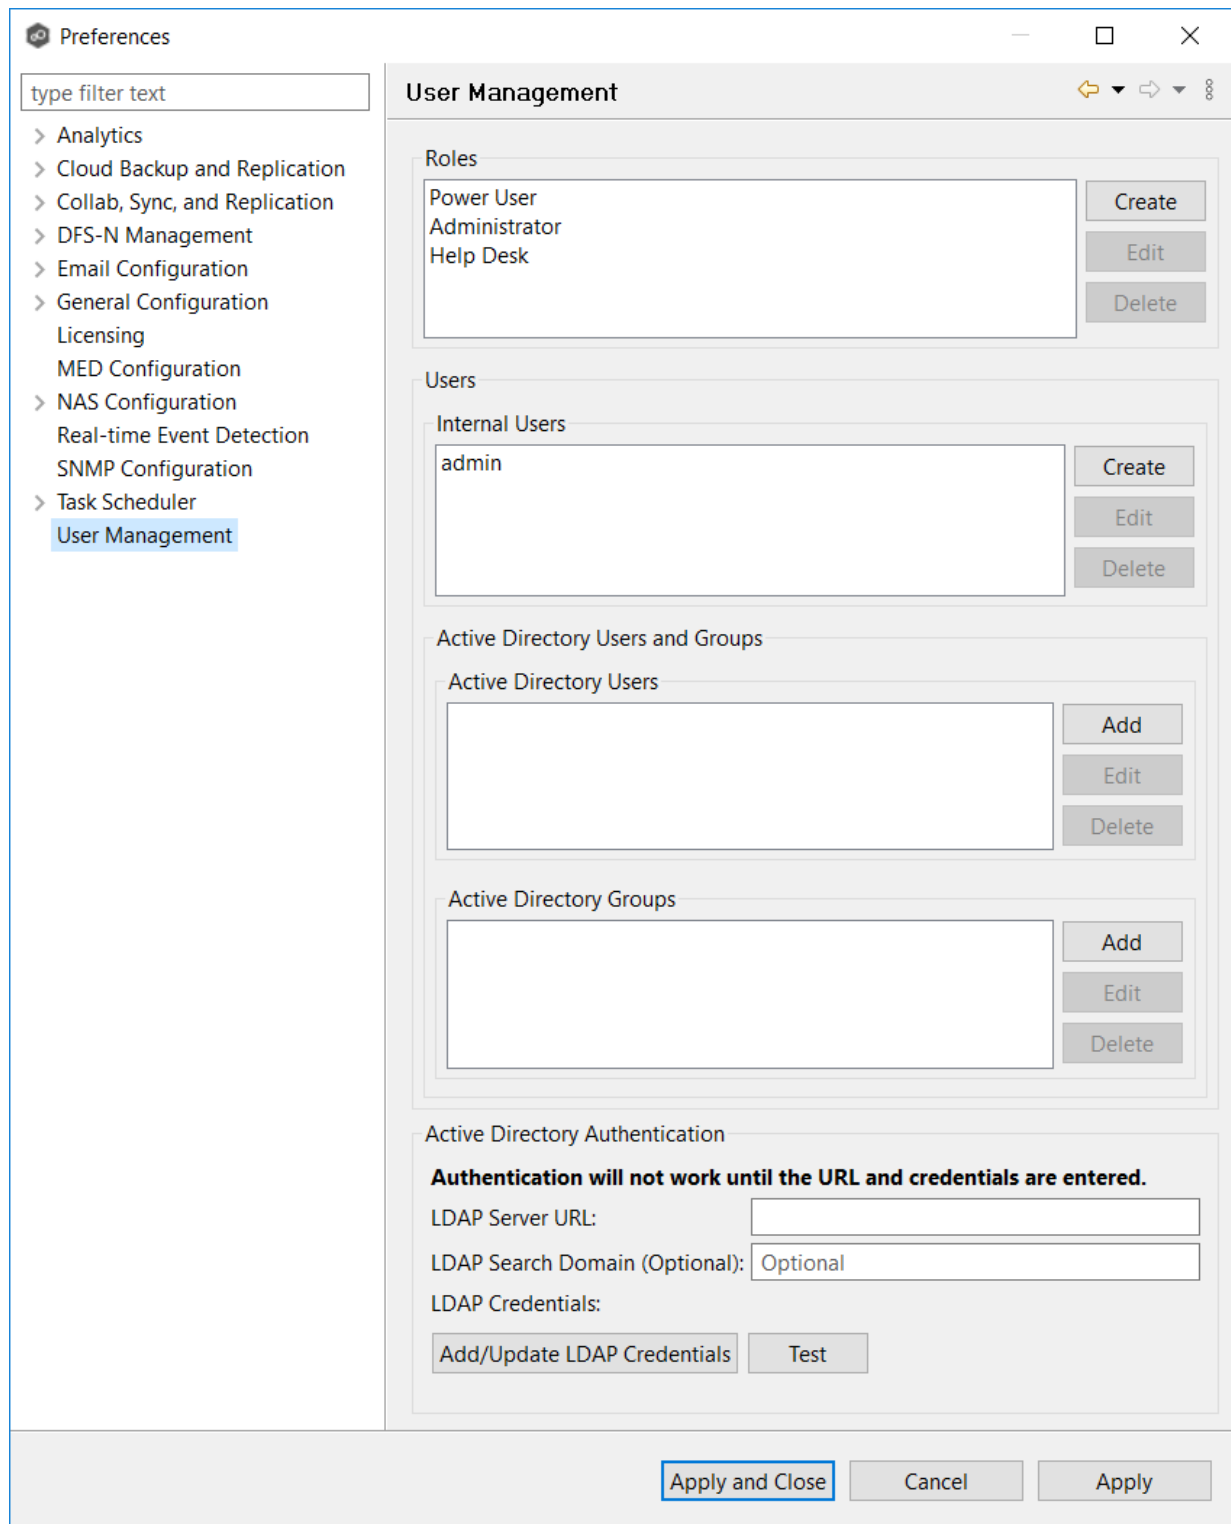 Preferences
type filter text
Analytics
Cloud Backup and Replication
Collab, Sync, and Replication
DFS-N Management
Email Configuration
General Configuration
Licensing
MED Configuration
NAS Configuration
Real-time Event Detection
SNMP Configuration
Task Scheduler
User Management
User Management
Roles
Power User
Administrator
Help Desk
Create
Edit
Delete
Users
Internal Users
admin
Create
Edit
Delete
Active Directory Users and Groups
Active Directory Users
Add
Edit
Delete
Active Directory Groups
Add
Edit
Delete
Active Directory Authentication
Authentication will not work until the URL and credentials are entered.
LDAP Server URL:
LDAP Search Domain (Optional): Optional
LDAP Credentials:
Add/Update LDAP Credentials Test
Apply and Close Cancel Apply